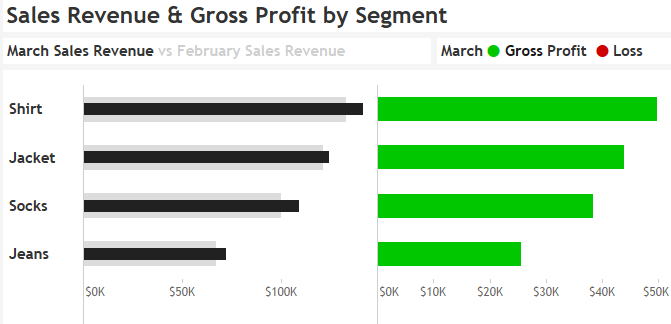 Sales Revenue & Gross Profit by Segment
March Sales Revenue vs February Sales Revenue
March Gross Profit Loss
Shirt
Jacket
Socks
Jeans
$0K $50K $100K
$0K $10K $20K $30K $40K $50K